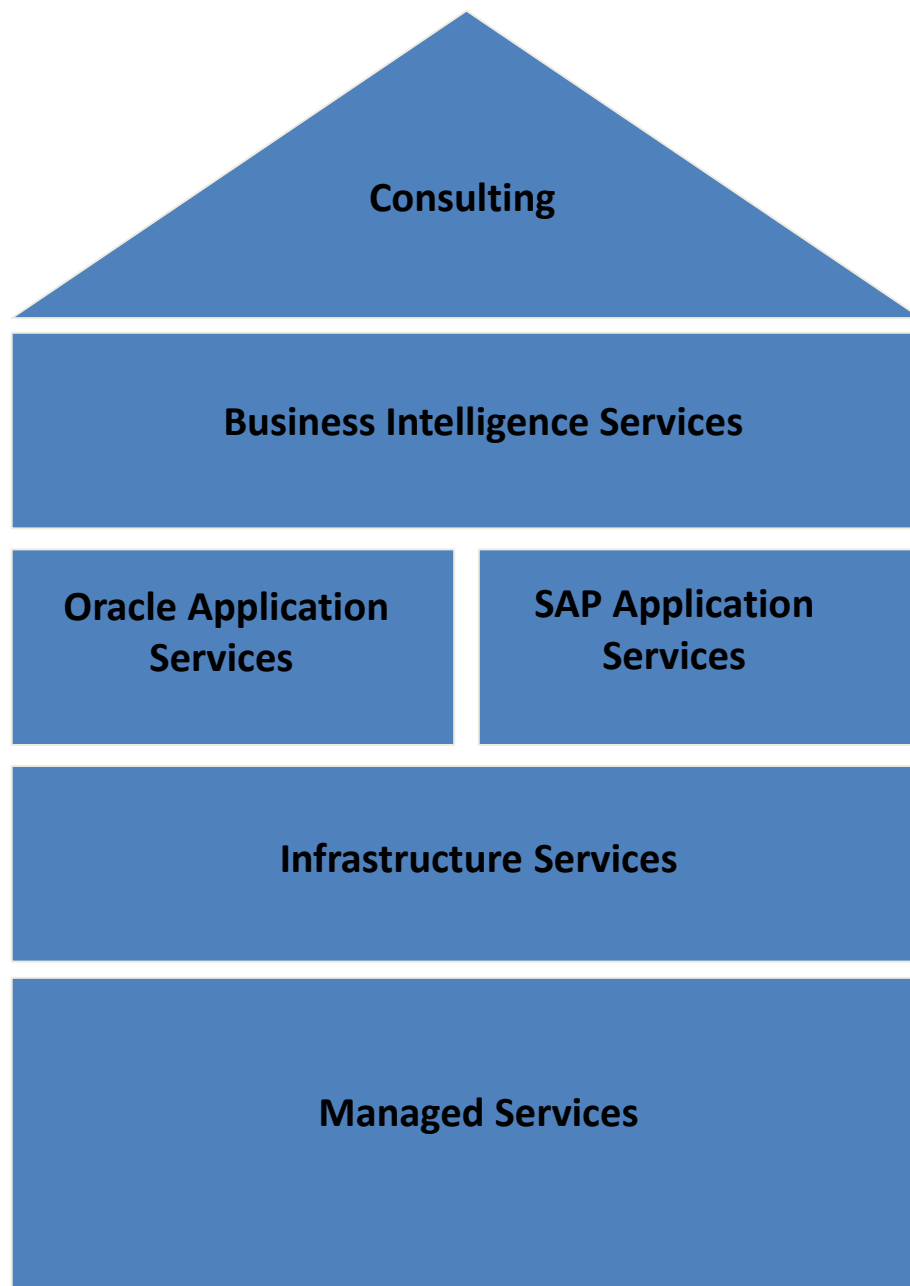 Consulting
Business Intelligence Services
Oracle Application
Services
SAP Application
Services
Infrastructure Services
Managed Services